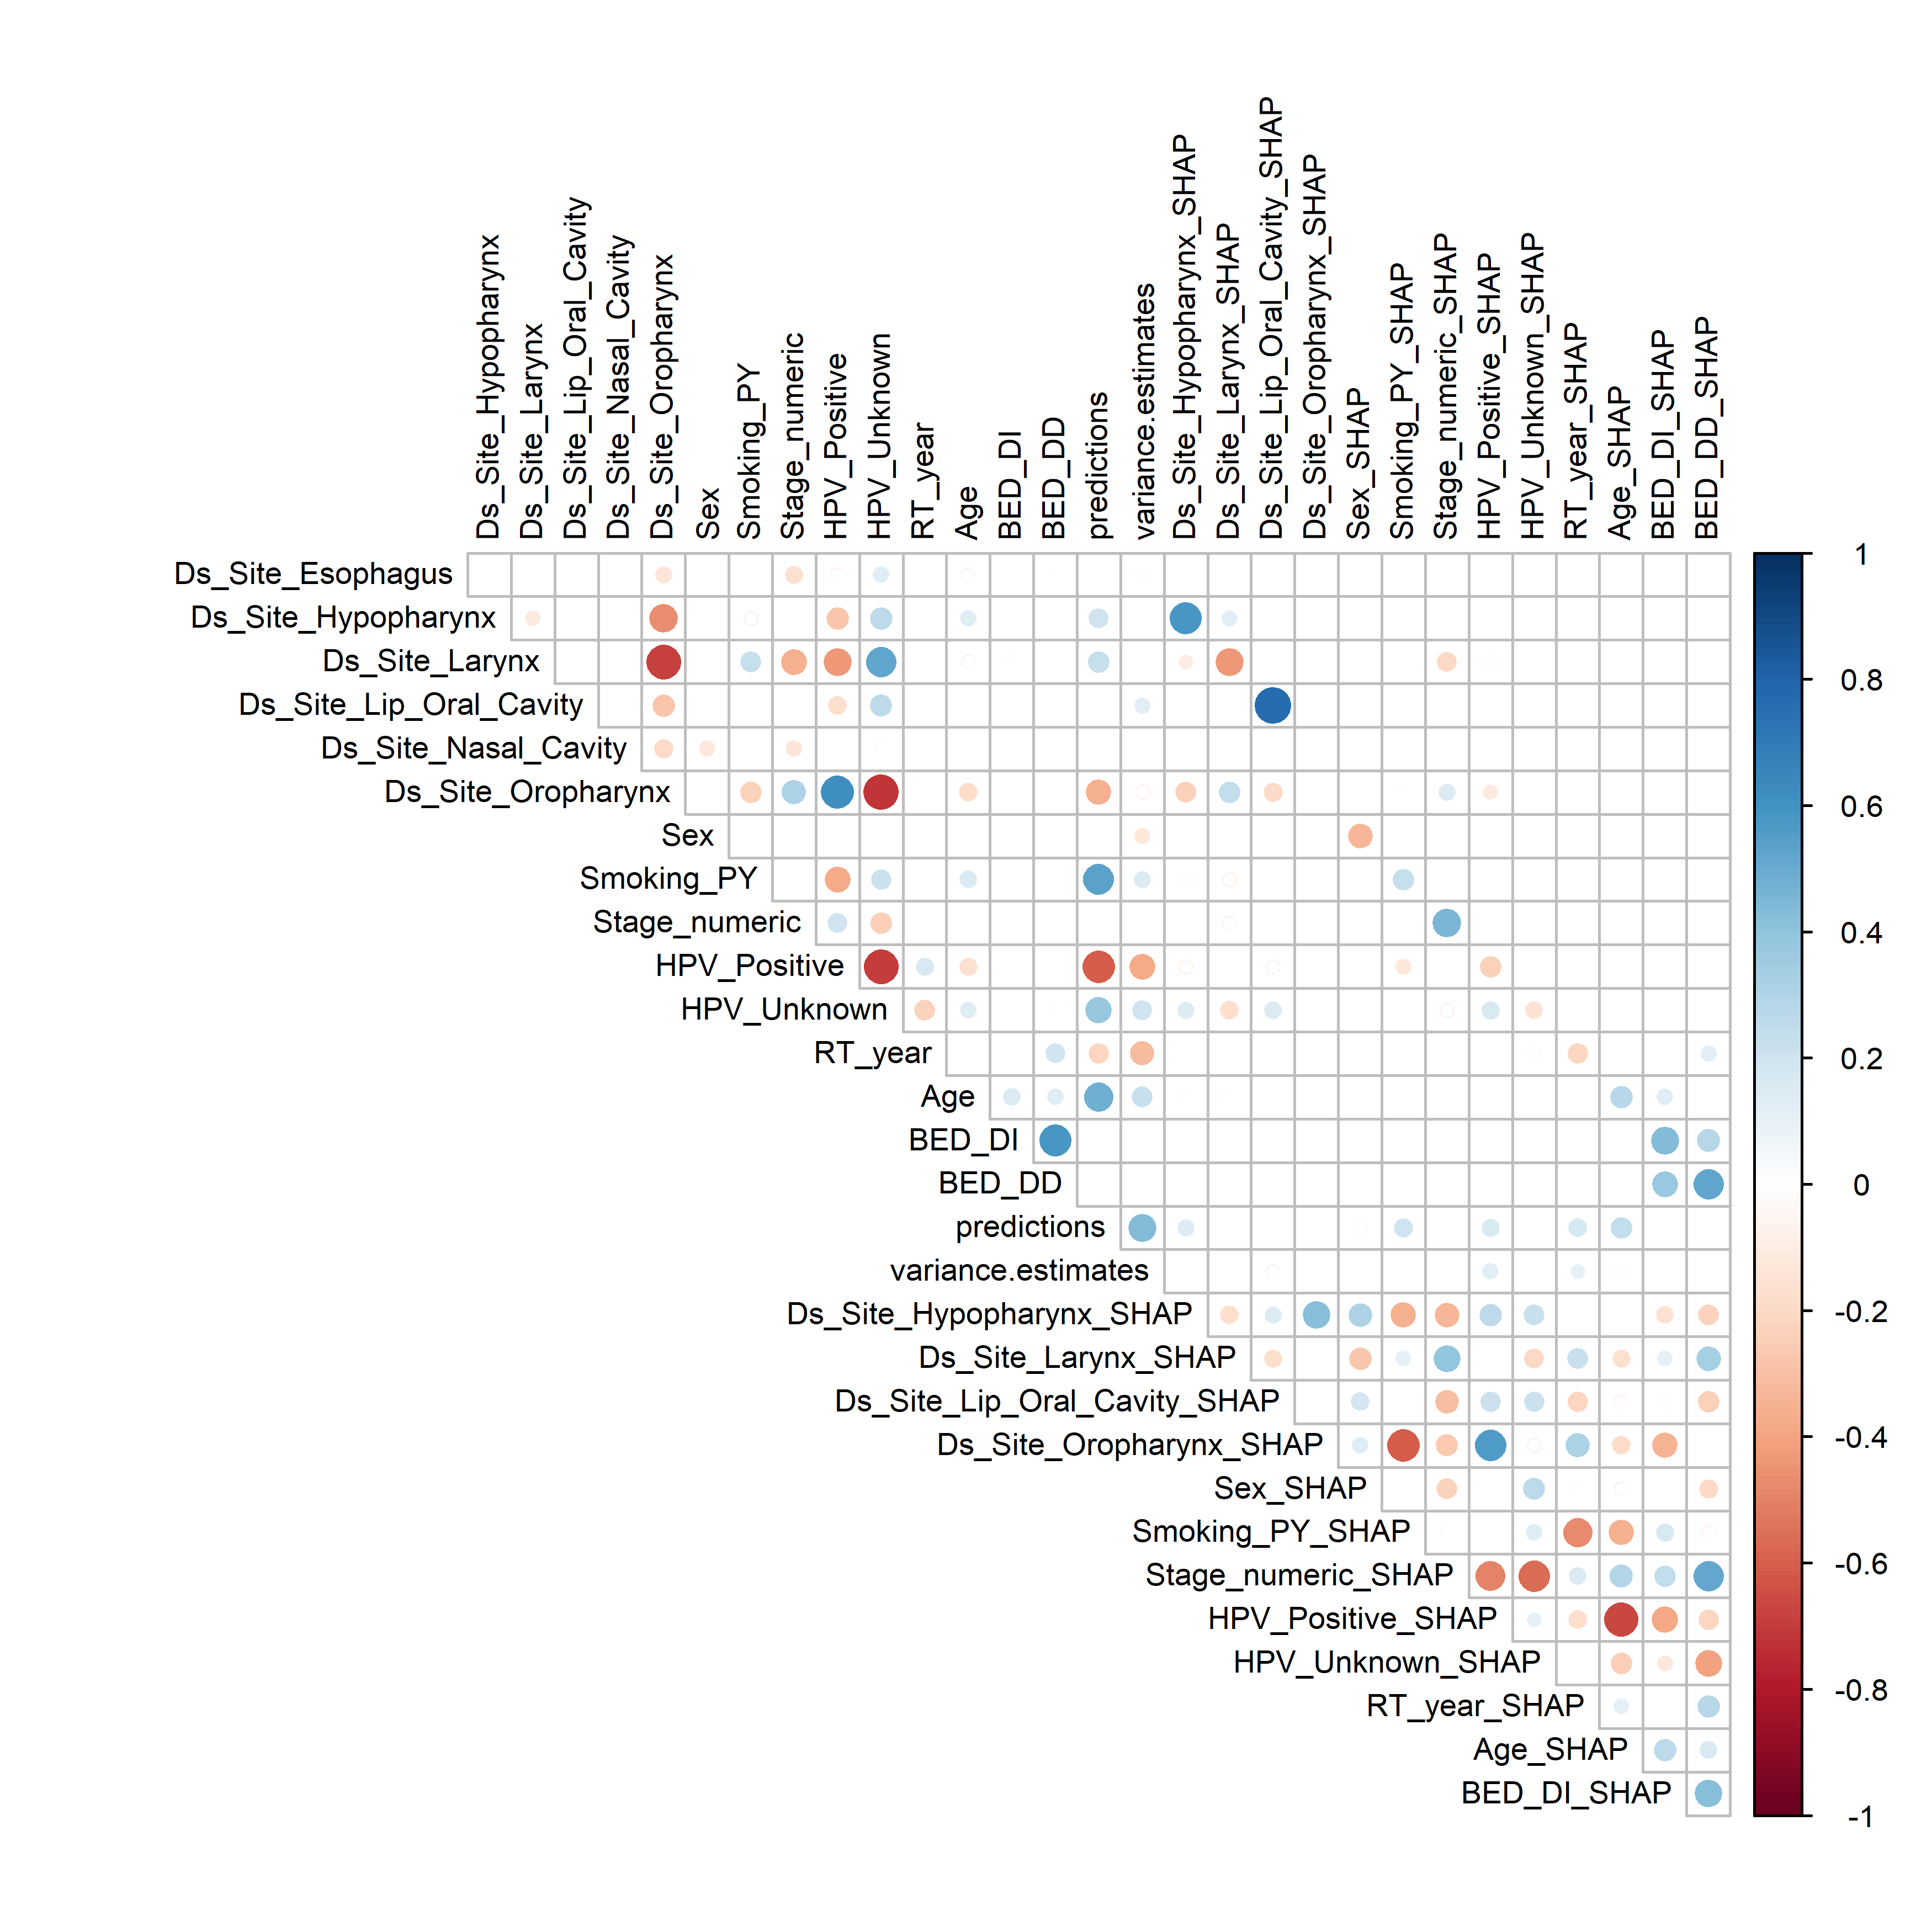 Ds_Site_Hypopharynx
Ds_Site_Larynx
Ds_Site_Lip_Oral_Cavity
Ds_Site_Nasal_Cavity
Ds_Site_Oropharynx
Sex
Smoking_PY
Stage_numeric
HPV_Positive
HPV_Unknown
RT_year
Age
BED_DI
BED_DD
predictions
variance.estimates
Ds_Site_Hypopharynx_SHAP
Ds_Site_Larynx_SHAP
Ds_Site_Lip_Oral_Cavity_SHAP
Ds_Site_Oropharynx_SHAP
Sex_SHAP
Smoking_PY_SHAP
Stage_numeric_SHAP
HPV_Positive_SHAP
HPV_Unknown_SHAP
RT_year_SHAP
Age_SHAP
BED_DI_SHAP
BED_DD_SHAP
Ds_Site_Esophagus
Ds_Site_Hypopharynx
Ds_Site_Larynx
Ds_Site_Lip_Oral_Cavity
Ds_Site_Nasal_Cavity
Ds_Site_Oropharynx
Sex
Smoking_PY
Stage_numeric
HPV_Positive
HPV_Unknown
RT_year
Age
BED_DI
BED_DD
predictions
variance.estimates
Ds_Site_Hypopharynx_SHAP
Ds_Site_Larynx_SHAP
Ds_Site_Lip_Oral_Cavity_SHAP
Ds_Site_Oropharynx_SHAP
Sex_SHAP
Smoking_PY_SHAP
Stage_numeric_SHAP
HPV_Positive_SHAP
HPV_Unknown_SHAP
RT_year_SHAP
Age_SHAP
BED_DI_SHAP
1
0.8
0.6
0.4
0.2
0
-0.2
-0.4
-0.6
-0.8
-1